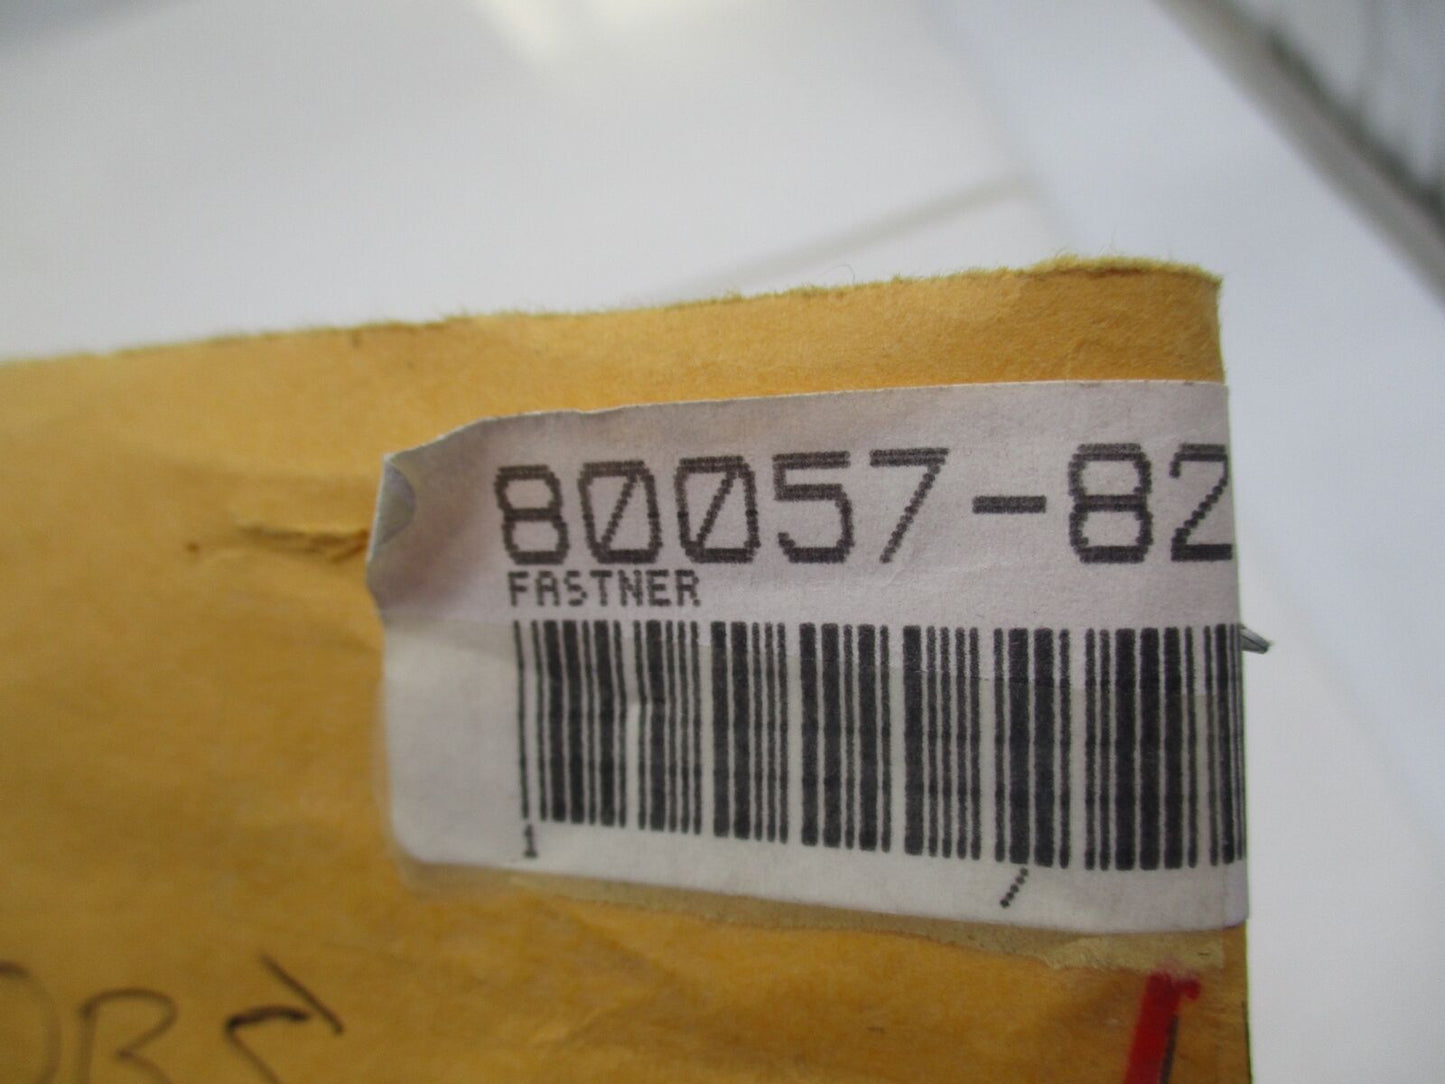 80057-82
FASTNER
1 /